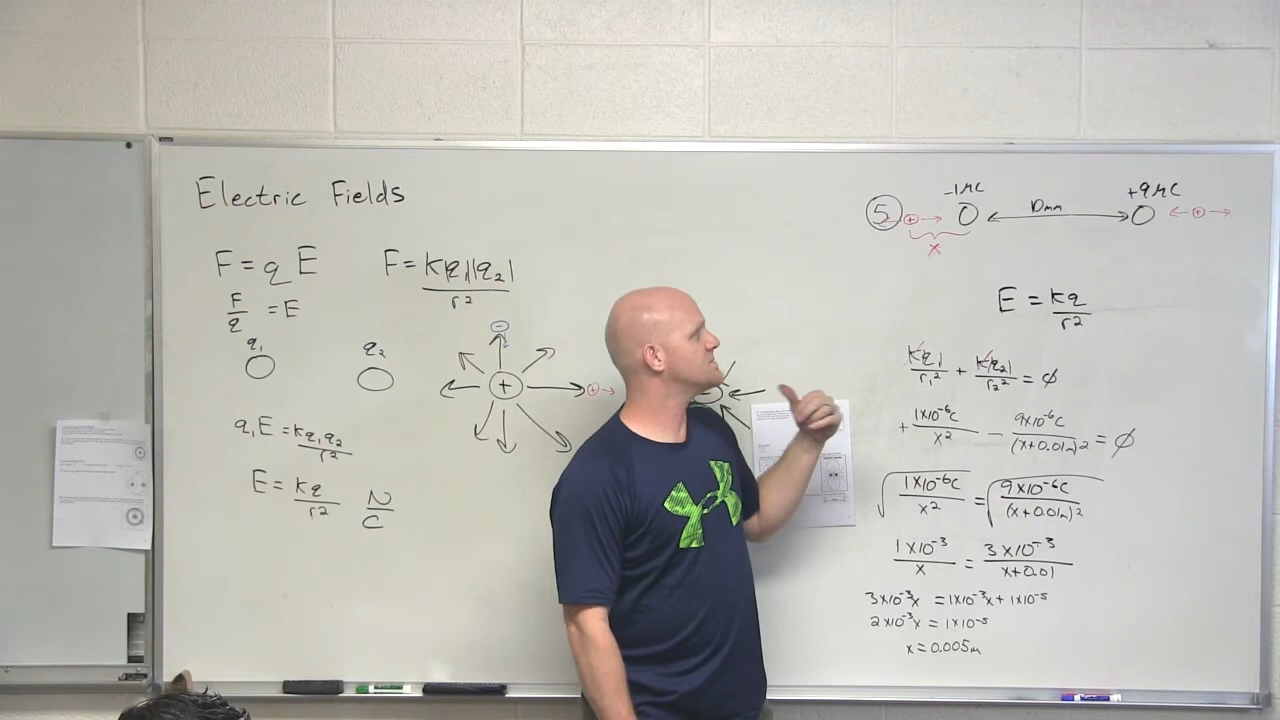 Electric Fields
F = q E
F = k|q₁||q₂| / r²
F/q = E
q₁
q₂
+
-
+
q₁E = kq₁q₂ / r²
E = kq / r²
N/C
5
+
-1μC
10mm
+9μC
+
x
E = kq / r²
kq₁ / r₁² + k|q₂| / r₂² = ϕ
+ 1x10⁻⁶C / x² - 9x10⁻⁶C / (x+0.01m)² = ϕ
√(1x10⁻⁶C / x²) = √(9x10⁻⁶C / (x+0.01m)²)
1x10⁻³ / x = 3x10⁻³ / x+0.01
3x10⁻³x = 1x10⁻³x + 1x10⁻⁵
2x10⁻³x = 1x10⁻⁵
x = 0.005m